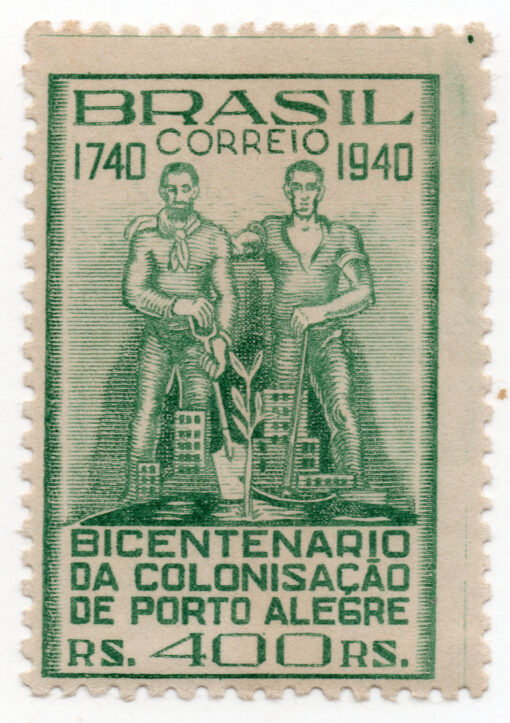 BRASIL
CORREIO
1740 1940
BICENTENARIO
DA COLONISAÇÃO
DE PORTO ALEGRE
RS. 400 RS.